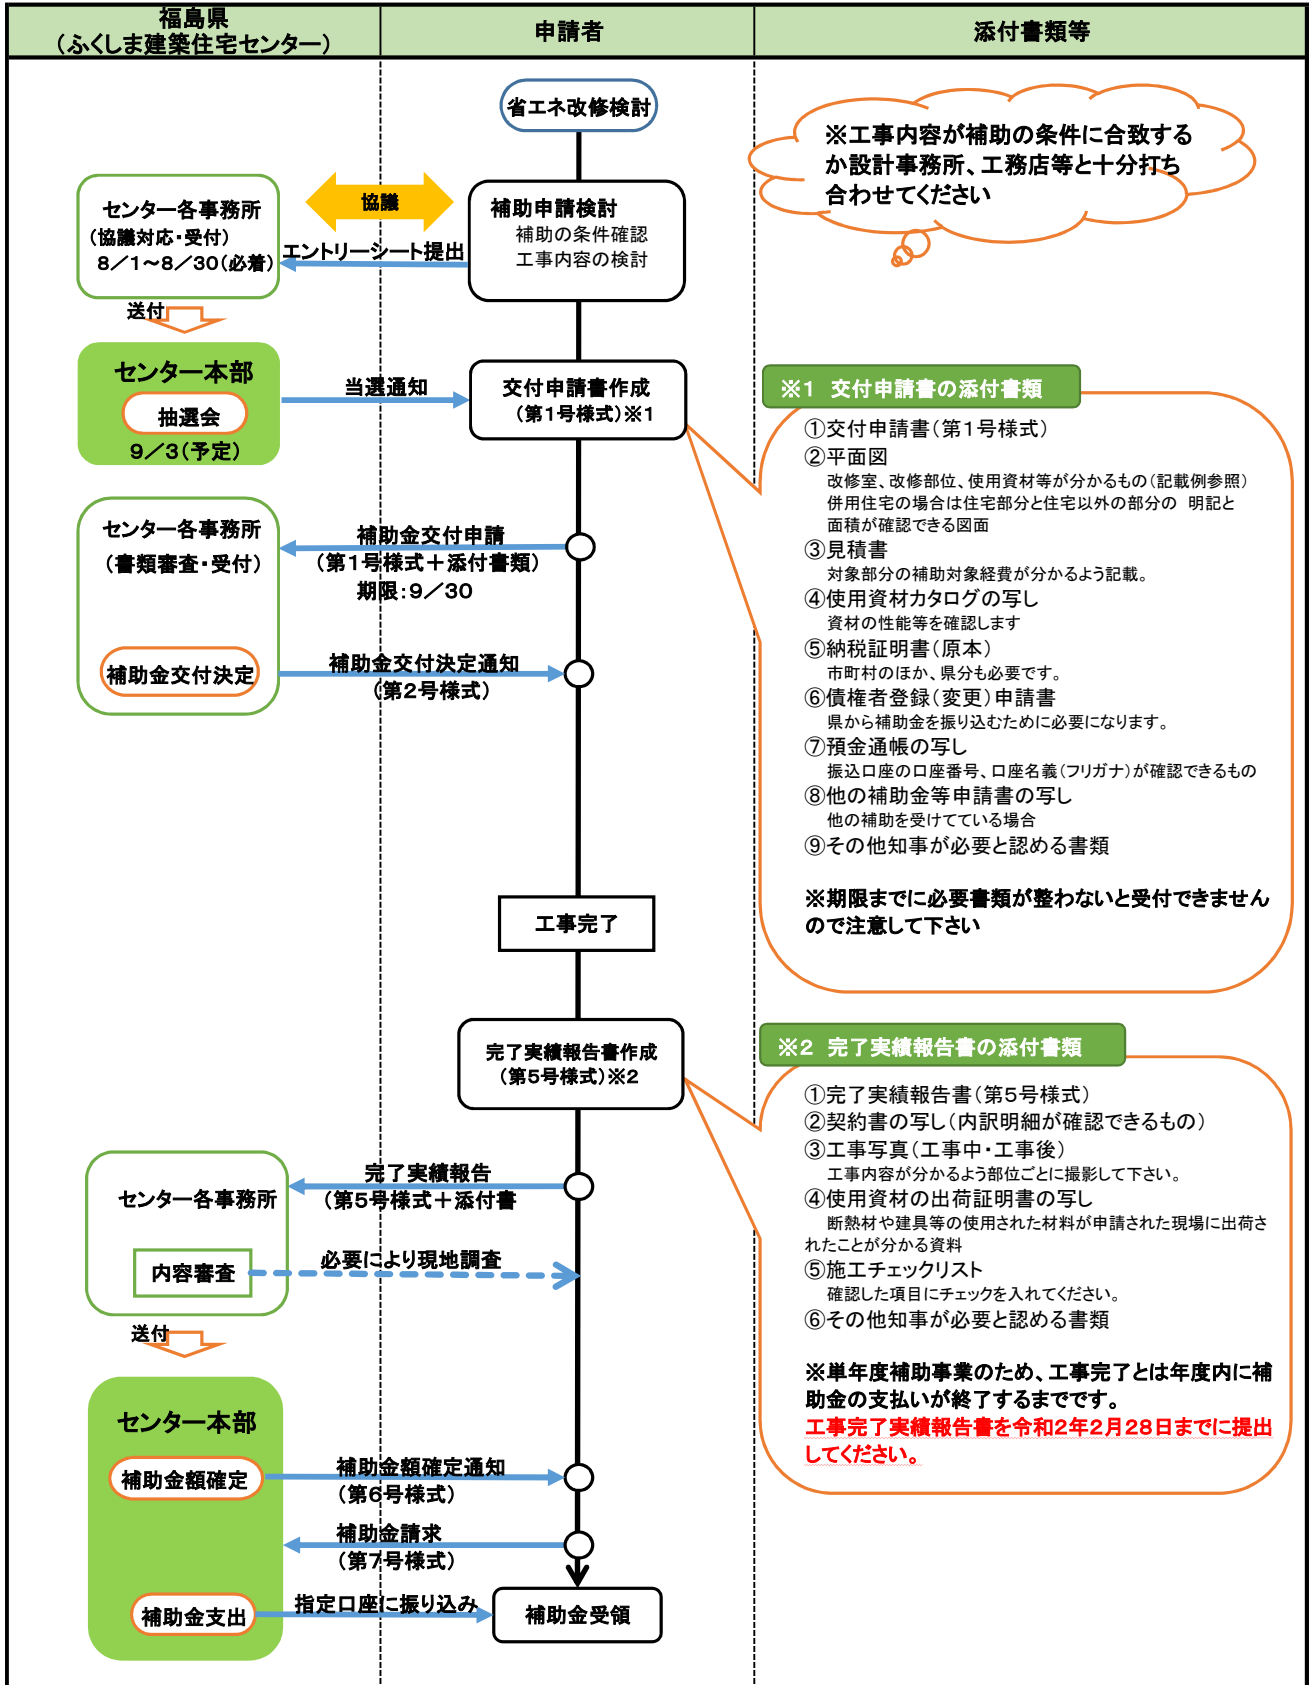 福島県
（ふくしま建築住宅センター）
申請者
添付書類等
省エネ改修検討
※工事内容が補助の条件に合致する
か設計事務所、工務店等と十分打ち
合わせてください
協議
センター各事務所
（協議対応・受付）
8／1～8／30（必着）
補助申請検討
補助の条件確認
工事内容の検討
エントリーシート提出
送付
センター本部
抽選会
9／3（予定）
当選通知
交付申請書作成
（第1号様式）※1
※1 交付申請書の添付書類
①交付申請書（第1号様式）
②平面図
改修室、改修部位、使用資材等が分かるもの（記載例参照）
併用住宅の場合は住宅部分と住宅以外の部分の 明記と
面積が確認できる図面
③見積書
対象部分の補助対象経費が分かるよう記載。
④使用資材カタログの写し
資材の性能等を確認します
⑤納税証明書（原本）
市町村のほか、県分も必要です。
⑥債権者登録（変更）申請書
県から補助金を振り込むために必要になります。
⑦預金通帳の写し
振込口座の口座番号、口座名義（フリガナ）が確認できるもの
⑧他の補助金等申請書の写し
他の補助を受けてている場合
⑨その他知事が必要と認める書類
※期限までに必要書類が整わないと受付できません
ので注意して下さい
センター各事務所
（書類審査・受付）
補助金交付申請
（第1号様式＋添付書類）
期限：9／30
補助金交付決定
補助金交付決定通知
（第2号様式）
工事完了
完了実績報告書作成
（第5号様式）※2
※2 完了実績報告書の添付書類
①完了実績報告書（第5号様式）
②契約書の写し（内訳明細が確認できるもの）
③工事写真（工事中・工事後）
工事内容が分かるよう部位ごとに撮影して下さい。
④使用資材の出荷証明書の写し
断熱材や建具等の使用された材料が申請された現場に出荷さ
れたことが分かる資料
⑤施工チェックリスト
確認した項目にチェックを入れてください。
⑥その他知事が必要と認める書類
※単年度補助事業のため、工事完了とは年度内に補
助金の支払いが終了するまでです。
工事完了実績報告書を令和2年2月28日までに提出
してください。
センター各事務所
完了実績報告
（第5号様式＋添付書
内容審査
必要により現地調査
送付
センター本部
補助金額確定
補助金額確定通知
（第6号様式）
補助金請求
（第7号様式）
補助金支出
指定口座に振り込み
補助金受領